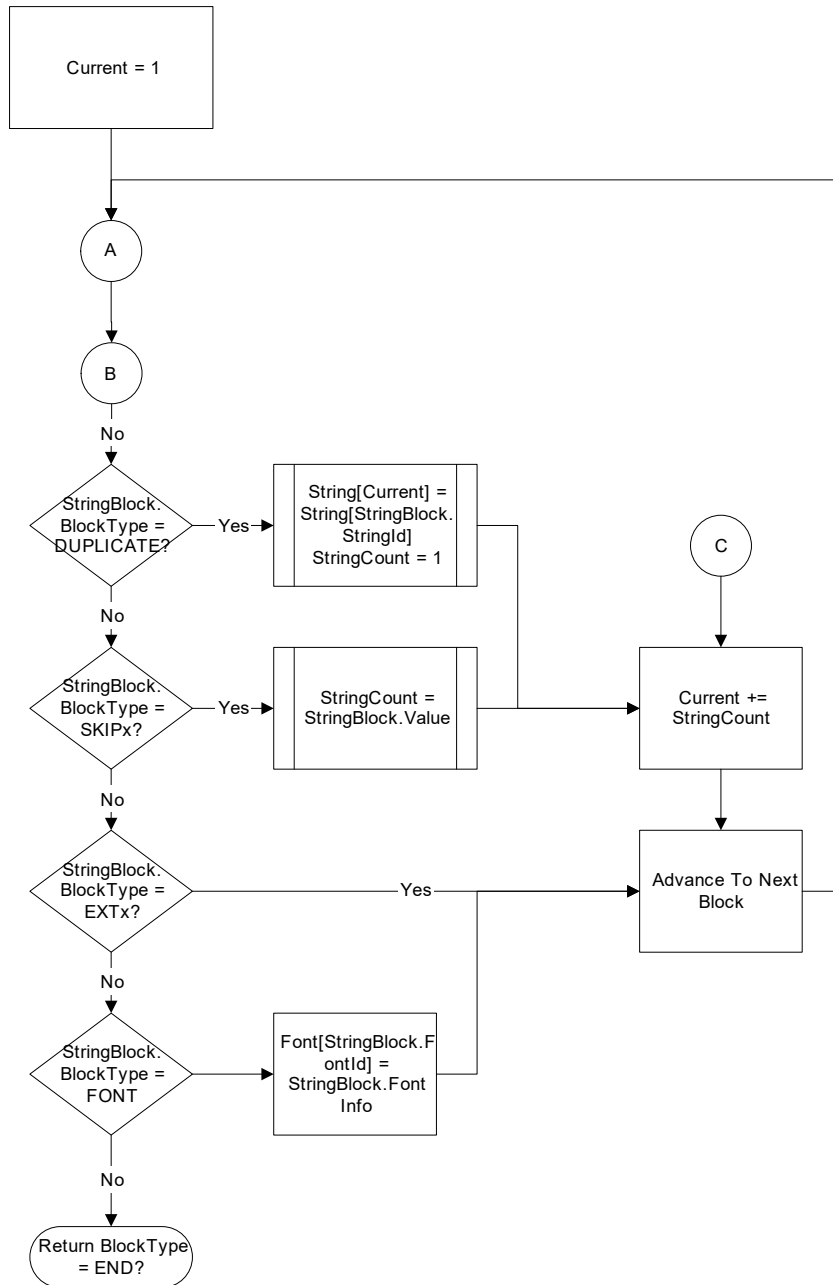 Current = 1
A
B
No
StringBlock.
BlockType =
DUPLICATE?
Yes
String[Current] =
String[StringBlock.
StringId]
StringCount = 1
C
No
StringBlock.
BlockType =
SKIPx?
Yes
StringCount =
StringBlock.Value
Current +=
StringCount
No
StringBlock.
BlockType =
EXTx?
Yes
Advance To Next
Block
No
StringBlock.
BlockType =
FONT
Font[StringBlock.F
ontId] =
StringBlock.Font
Info
No
Return BlockType
= END?